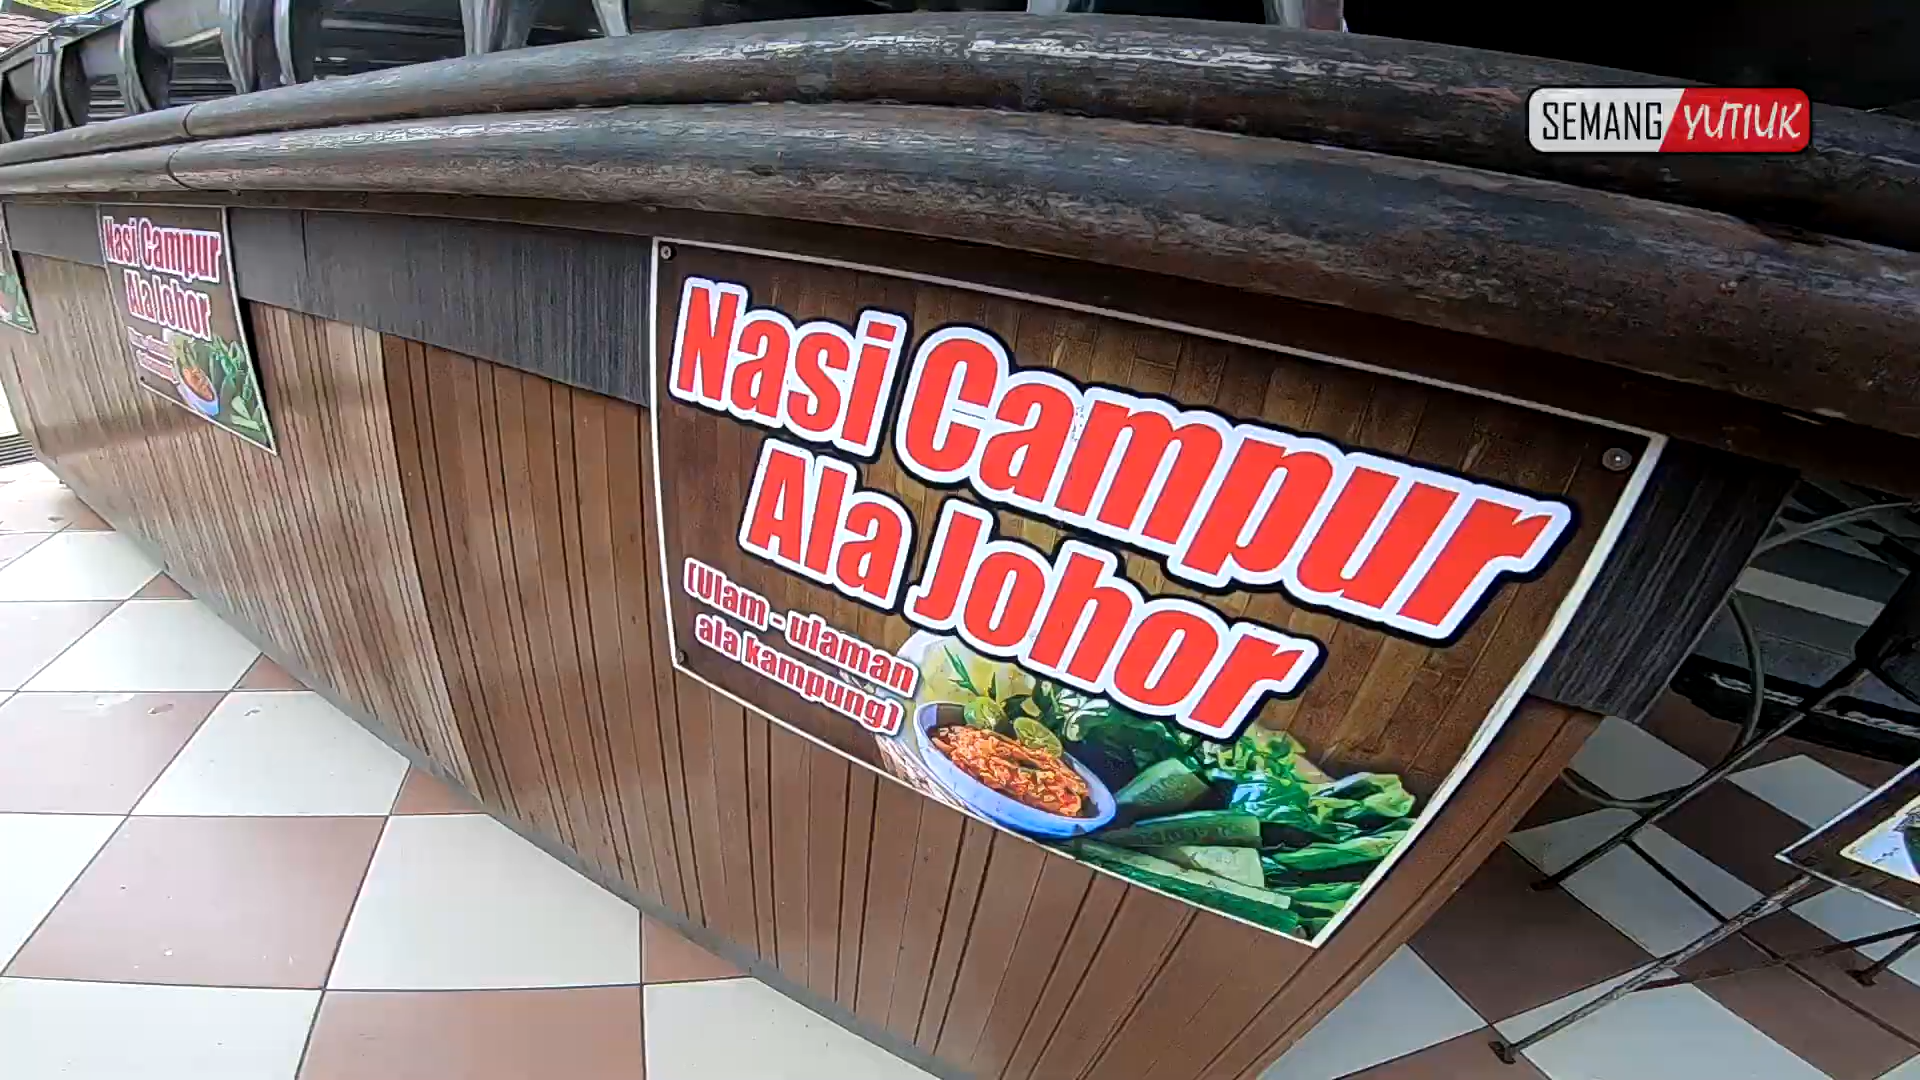 SEMANG YUTIUK
Nasi Campur
Ala Johor
Nasi Campur
Ala Johor
(Ulam - ulaman
ala kampung)